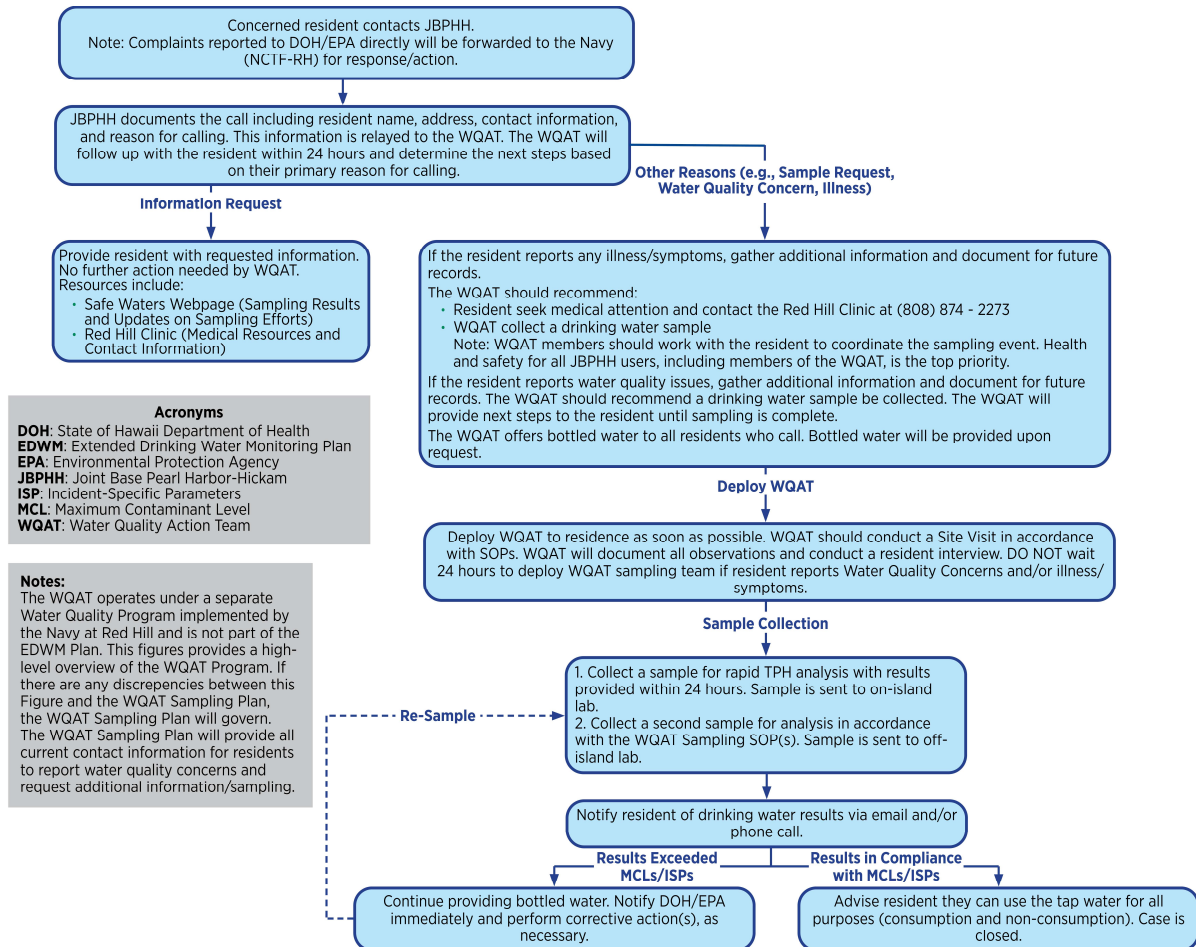 Concerned resident contacts JBPHH.
Note: Complaints reported to DOH/EPA directly will be forwarded to the Navy
(NCTF-RH) for response/action.
JBPHH documents the call including resident name, address, contact information,
and reason for calling. This information is relayed to the WQAT. The WQAT will
follow up with the resident within 24 hours and determine the next steps based
on their primary reason for calling.
Information Request
Other Reasons (e.g., Sample Request,
Water Quality Concern, Illness)
Provide resident with requested information.
No further action needed by WQAT.
Resources include:
• Safe Waters Webpage (Sampling Results
and Updates on Sampling Efforts)
• Red Hill Clinic (Medical Resources and
Contact Information)
If the resident reports any illness/symptoms, gather additional information and document for future
records.
The WQAT should recommend:
• Resident seek medical attention and contact the Red Hill Clinic at (808) 874 - 2273
• WQAT collect a drinking water sample
Note: WQAT members should work with the resident to coordinate the sampling event. Health
and safety for all JBPHH users, including members of the WQAT, is the top priority.
If the resident reports water quality issues, gather additional information and document for future
records. The WQAT should recommend a drinking water sample be collected. The WQAT will
provide next steps to the resident until sampling is complete.
The WQAT offers bottled water to all residents who call. Bottled water will be provided upon
request.
Acronyms
DOH: State of Hawaii Department of Health
EDWM: Extended Drinking Water Monitoring Plan
EPA: Environmental Protection Agency
JBPHH: Joint Base Pearl Harbor-Hickam
ISP: Incident-Specific Parameters
MCL: Maximum Contaminant Level
WQAT: Water Quality Action Team
Deploy WQAT
Deploy WQAT to residence as soon as possible. WQAT should conduct a Site Visit in accordance
with SOPs. WQAT will document all observations and conduct a resident interview. DO NOT wait
24 hours to deploy WQAT sampling team if resident reports Water Quality Concerns and/or illness/
symptoms.
Notes:
The WQAT operates under a separate
Water Quality Program implemented by
the Navy at Red Hill and is not part of the
EDWM Plan. This figures provides a high-
level overview of the WQAT Program. If
there are any discrepencies between this
Figure and the WQAT Sampling Plan,
the WQAT Sampling Plan will govern.
The WQAT Sampling Plan will provide all
current contact information for residents
to report water quality concerns and
request additional information/sampling.
Sample Collection
1. Collect a sample for rapid TPH analysis with results
provided within 24 hours. Sample is sent to on-island
lab.
2. Collect a second sample for analysis in accordance
with the WQAT Sampling SOP(s). Sample is sent to off-
island lab.
Re-Sample
Notify resident of drinking water results via email and/or
phone call.
Results Exceeded
MCLs/ISPs
Results in Compliance
with MCLs/ISPs
Continue providing bottled water. Notify DOH/EPA
immediately and perform corrective action(s), as
necessary.
Advise resident they can use the tap water for all
purposes (consumption and non-consumption). Case is
closed.